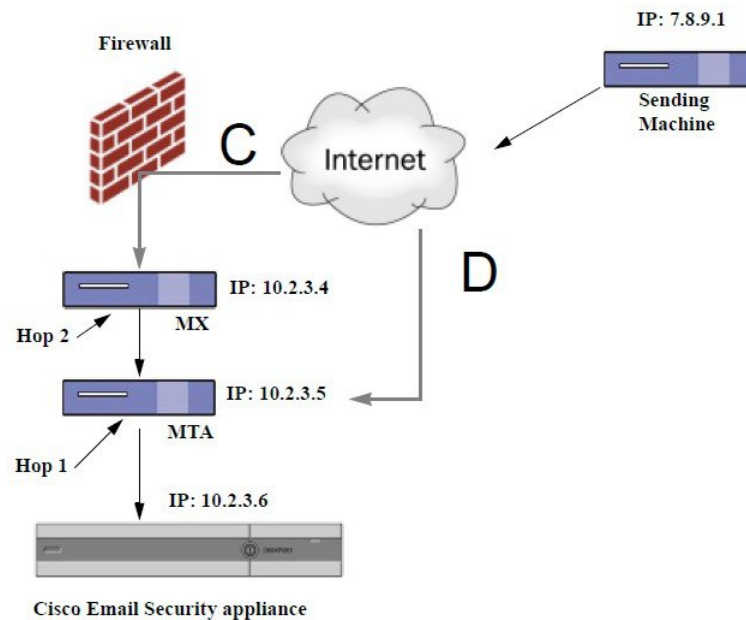 IP: 7.8.9.1
Firewall
Sending
Machine
C
Internet
D
IP: 10.2.3.4
MX
Hop 2
IP: 10.2.3.5
MTA
Hop 1
IP: 10.2.3.6
Cisco Email Security appliance